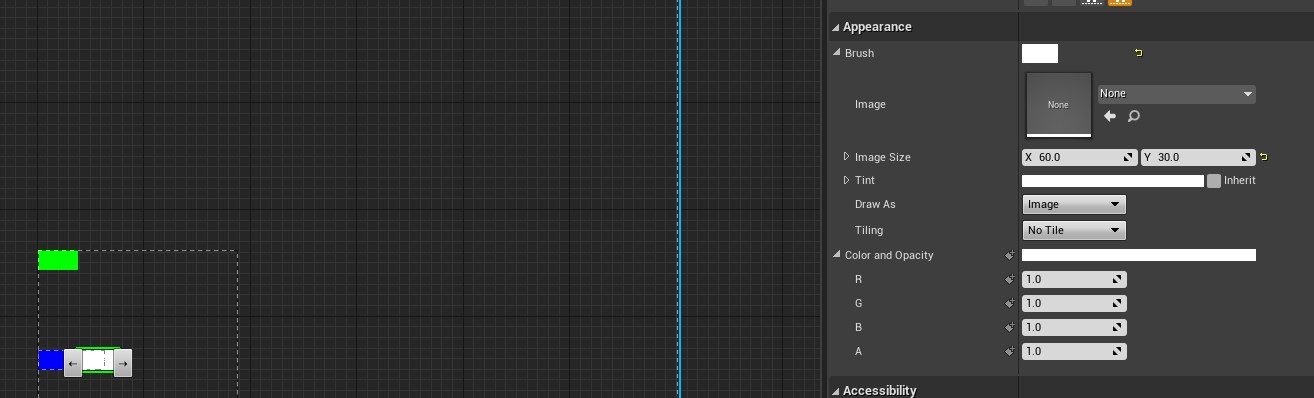 Appearance
Brush
Image
None
None
Image Size
X 60.0
Y 30.0
Tint
Inherit
Draw As
Image
Tiling
No Tile
Color and Opacity
R
1.0
G
1.0
B
1.0
A
1.0
Accessibility